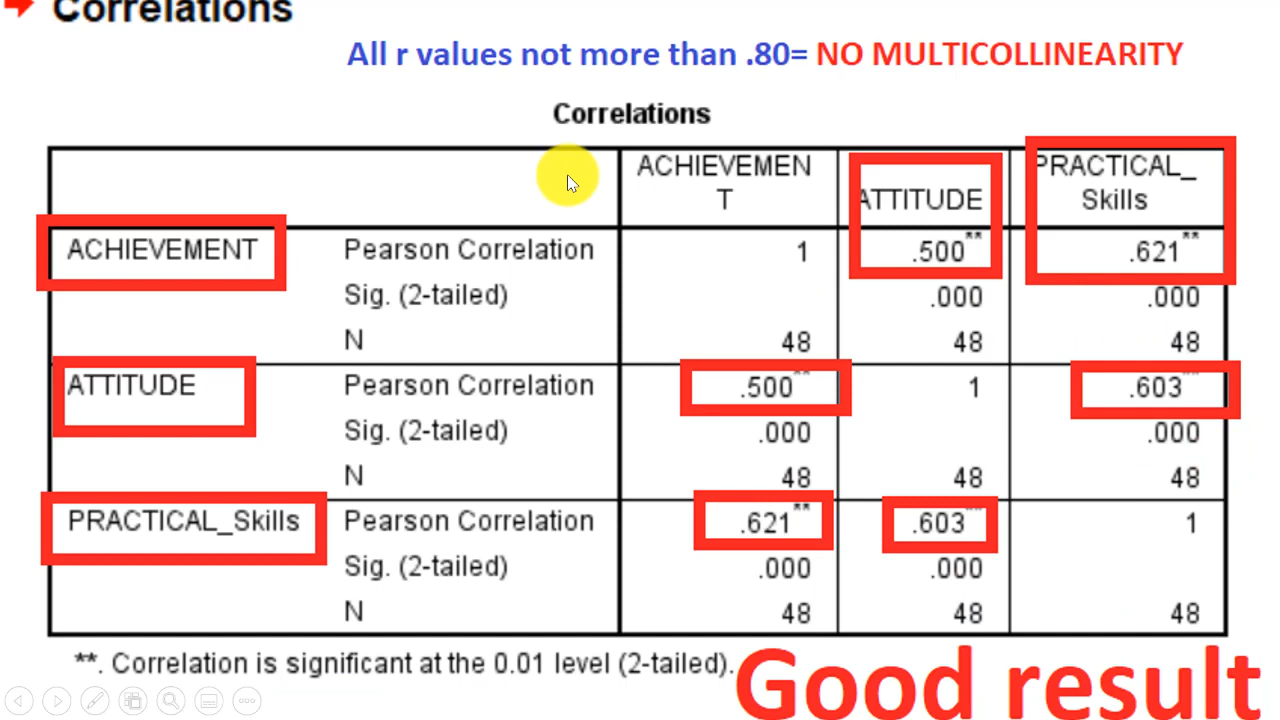 Correlations
All r values not more than .80= NO MULTICOLLINEARITY
Correlations
ACHIEVEMEN
T
ATTITUDE
PRACTICAL_
Skills
ACHIEVEMENT Pearson Correlation 1 .500** .621**
Sig. (2-tailed) .000 .000
N 48 48 48
ATTITUDE Pearson Correlation .500** 1 .603**
Sig. (2-tailed) .000 .000
N 48 48 48
PRACTICAL_Skills Pearson Correlation .621** .603** 1
Sig. (2-tailed) .000 .000
N 48 48 48
**. Correlation is significant at the 0.01 level (2-tailed).
Good result